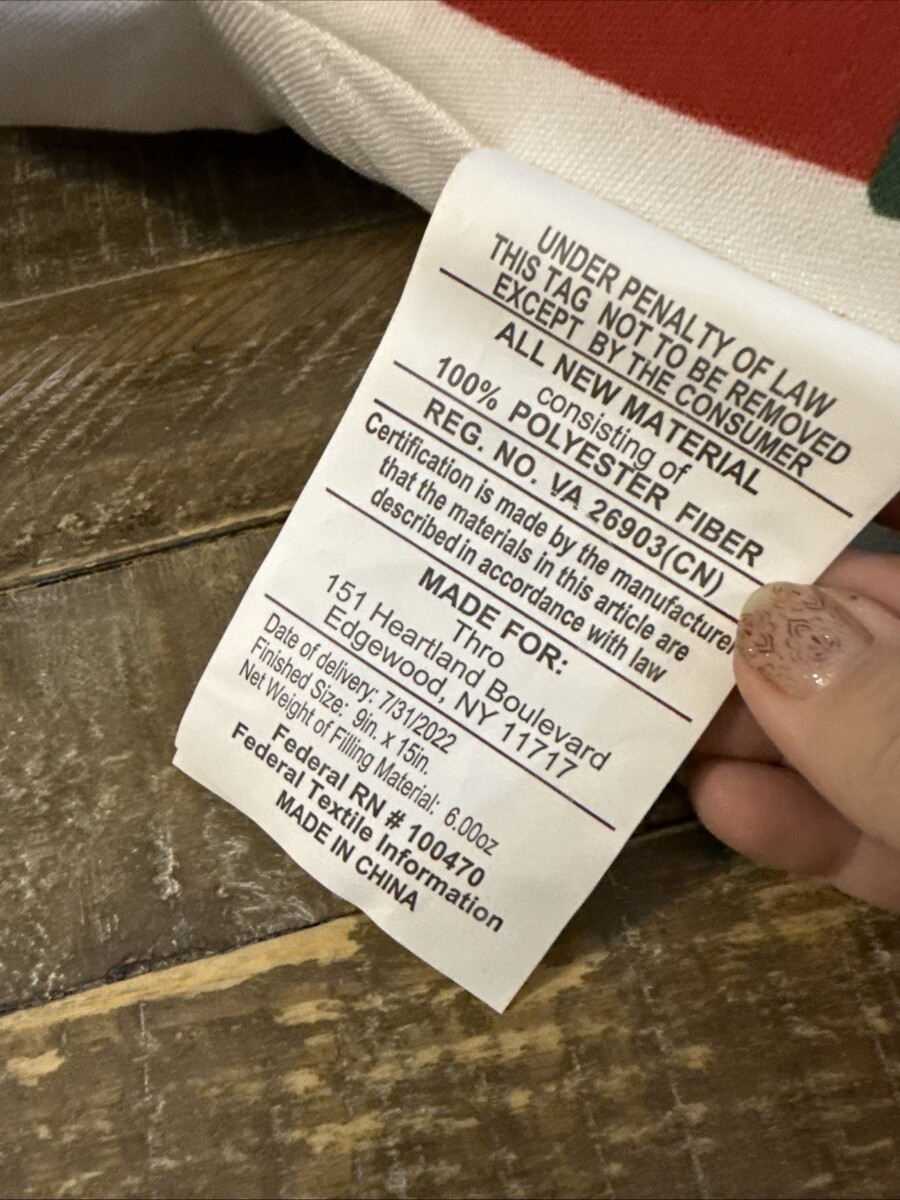 UNDER PENALTY OF LAW
THIS TAG NOT TO BE REMOVED
EXCEPT BY THE CONSUMER
ALL NEW MATERIAL
consisting of
100% POLYESTER FIBER
REG. NO. VA 26903(CN)
Certification is made by the manufacturer
that the materials in this article are
described in accordance with law
MADE FOR:
Thro
151 Heartland Boulevard
Edgewood, NY 11717
Date of delivery: 7/31/2022
Finished Size: 9in. x 15in.
Net Weight of Filling Material: 6.00oz
Federal RN # 100470
Federal Textile Information
MADE IN CHINA